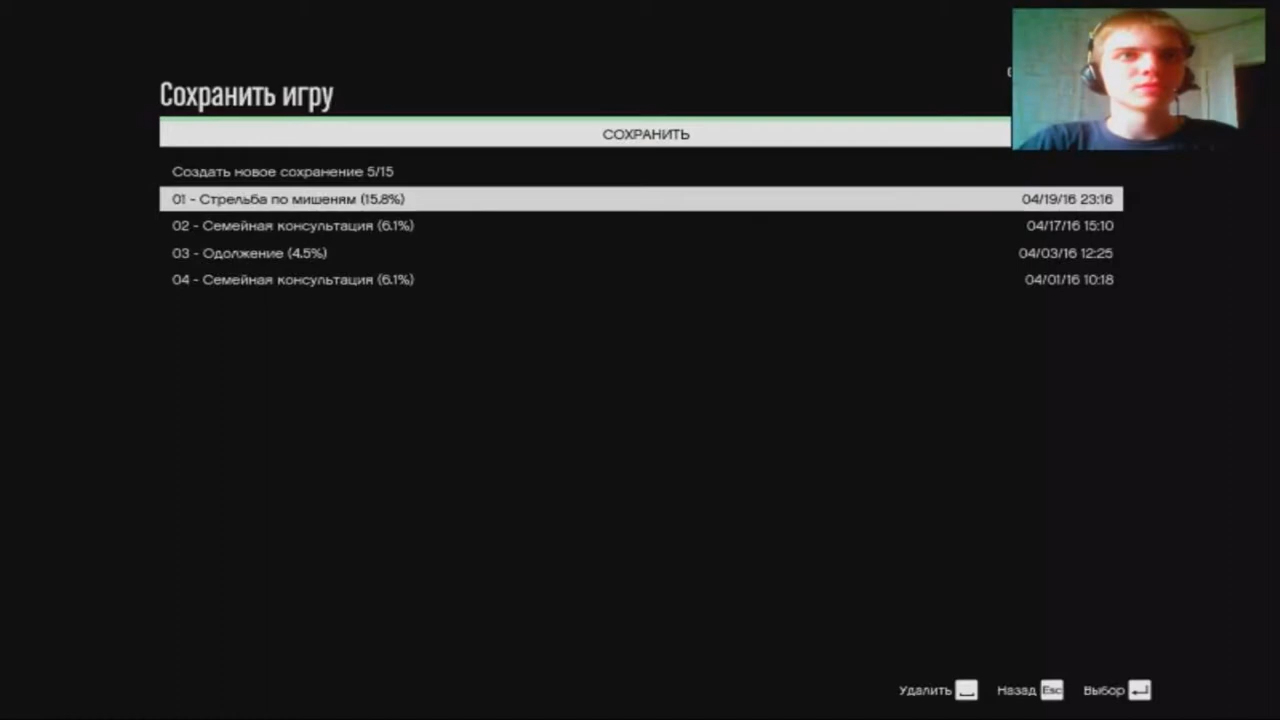 Сохранить игру
СОХРАНИТЬ
Создать новое сохранение 5/15
01 - Стрельба по мишеням (15.8%) 04/19/16 23:16
02 - Семейная консультация (6.1%) 04/17/16 15:10
03 - Одолжение (4.5%) 04/03/16 12:25
04 - Семейная консультация (6.1%) 04/01/16 10:18
Удалить Назад Esc Выбор